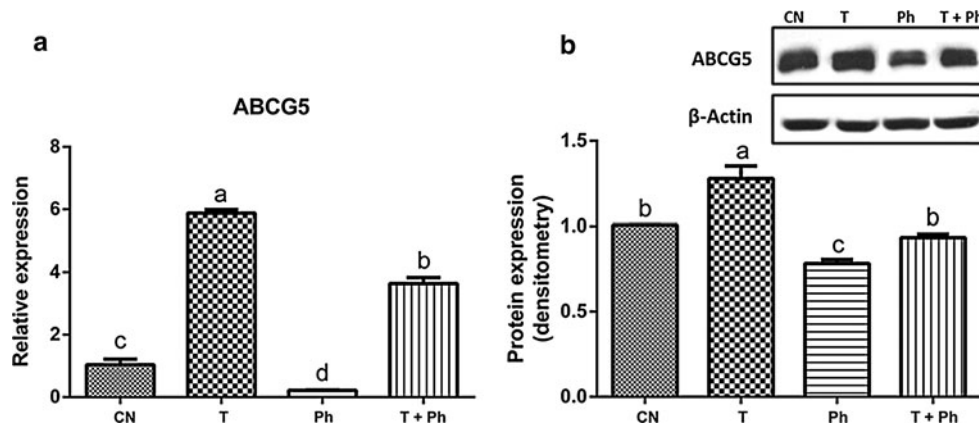 a
ABCG5
Relative expression
8
6
4
2
0
c
a
d
b
CN T Ph T + Ph
b
CN T Ph T + Ph
ABCG5
β-Actin
Protein expression
(densitometry)
1.5
1.0
0.5
0.0
b
a
c
b
CN T Ph T + Ph